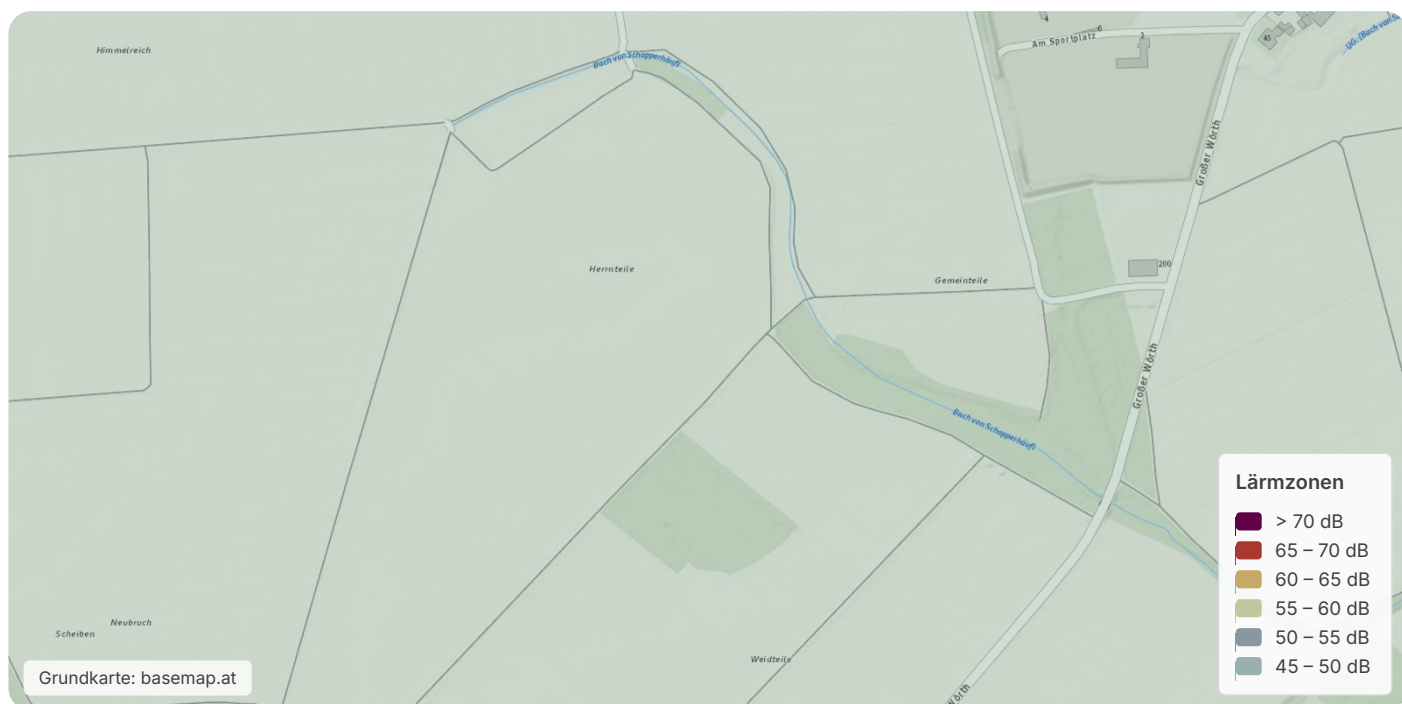 Himmelreich
Bach von Schopperhäufl
4
6
Am Sportplatz
3
45
Großer Wörth
Herrnteile
Gemeinteile
200
Großer Wörth
Bach von Schopperhäufl
Lärmzonen
> 70 dB
65 – 70 dB
60 – 65 dB
55 – 60 dB
50 – 55 dB
45 – 50 dB
Neubruch
Scheiben
Weidteile
Grundkarte: basemap.at
Wörth